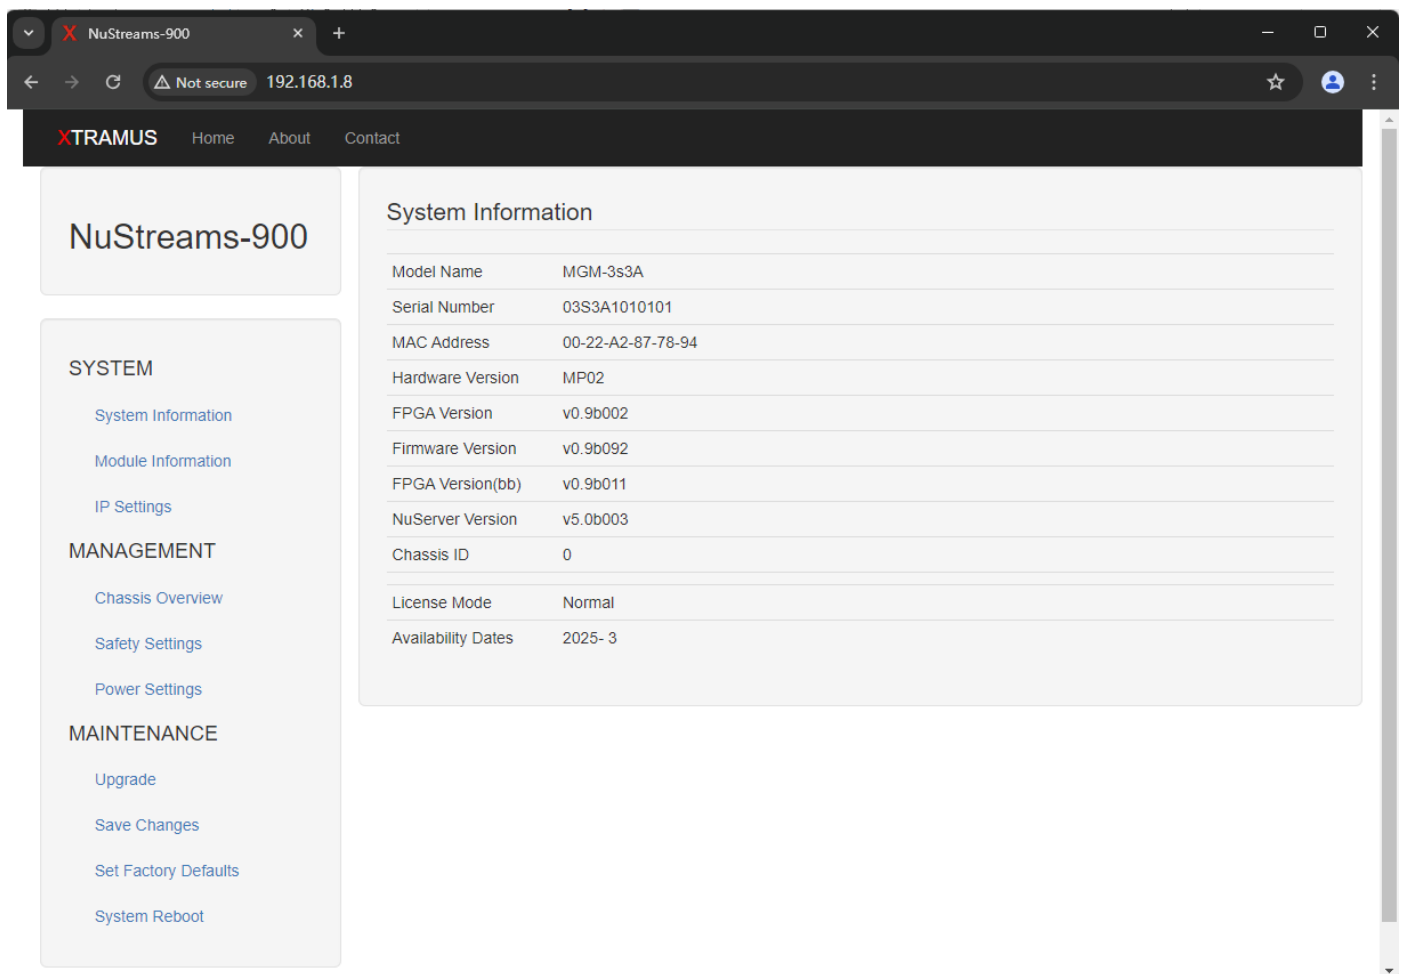 NuStreams-900
Not secure 192.168.1.8
XTRAMUS Home About Contact
NuStreams-900
SYSTEM
System Information
Module Information
IP Settings
MANAGEMENT
Chassis Overview
Safety Settings
Power Settings
MAINTENANCE
Upgrade
Save Changes
Set Factory Defaults
System Reboot
System Information
Model Name MGM-3s3A
Serial Number 03S3A1010101
MAC Address 00-22-A2-87-78-94
Hardware Version MP02
FPGA Version v0.9b002
Firmware Version v0.9b092
FPGA Version(bb) v0.9b011
NuServer Version v5.0b003
Chassis ID 0
License Mode Normal
Availability Dates 2025- 3